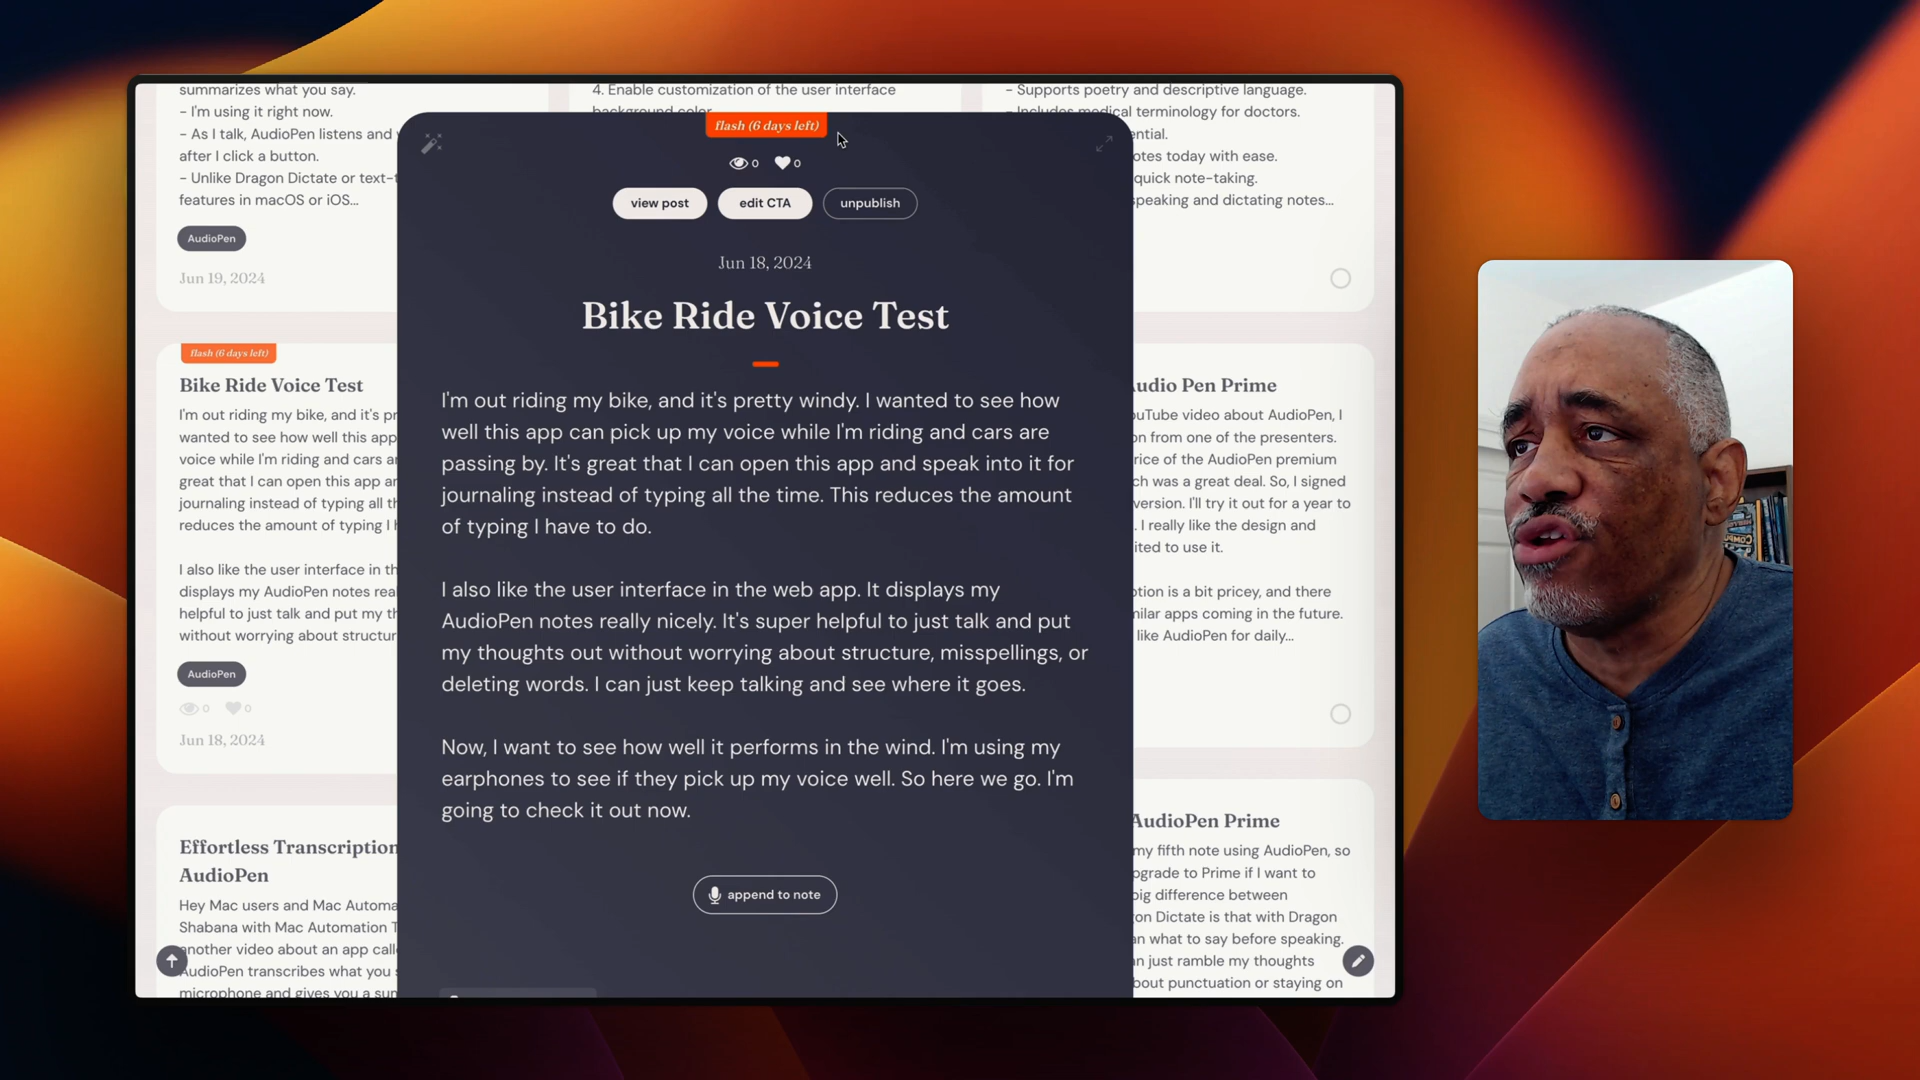 summarizes what you say.
- I'm using it right now.
- As I talk, AudioPen listens and
after I click a button.
- Unlike Dragon Dictate or text-t
features in macOS or iOS...
AudioPen
Jun 19, 2024
4. Enable customization of the user interface
background color.
- Supports poetry and descriptive language.
- Includes medical terminology for doctors.
ential.
otes today with ease.
quick note-taking.
speaking and dictating notes...
flash (6 days left)
Bike Ride Voice Test
I'm out riding my bike, and it's pr
wanted to see how well this app
voice while I'm riding and cars ar
great that I can open this app an
journaling instead of typing all th
reduces the amount of typing I h
I also like the user interface in th
displays my AudioPen notes rea
helpful to just talk and put my th
without worrying about structur
AudioPen
0 0
Jun 18, 2024
Effortless Transcription
AudioPen
Hey Mac users and Mac Automa
Shabana with Mac Automation T
another video about an app calle
AudioPen transcribes what you s
microphone and gives you a sum
flash (6 days left)
0 0
view post edit CTA unpublish
Jun 18, 2024
Bike Ride Voice Test
I'm out riding my bike, and it's pretty windy. I wanted to see how
well this app can pick up my voice while I'm riding and cars are
passing by. It's great that I can open this app and speak into it for
journaling instead of typing all the time. This reduces the amount
of typing I have to do.
I also like the user interface in the web app. It displays my
AudioPen notes really nicely. It's super helpful to just talk and put
my thoughts out without worrying about structure, misspellings, or
deleting words. I can just keep talking and see where it goes.
Now, I want to see how well it performs in the wind. I'm using my
earphones to see if they pick up my voice well. So here we go. I'm
going to check it out now.
append to note
Audio Pen Prime
ouTube video about AudioPen, I
on from one of the presenters.
rice of the AudioPen premium
ch was a great deal. So, I signed
version. I'll try it out for a year to
. I really like the design and
ited to use it.
ption is a bit pricey, and there
milar apps coming in the future.
like AudioPen for daily...
AudioPen Prime
my fifth note using AudioPen, so
pgrade to Prime if I want to
big difference between
on Dictate is that with Dragon
an what to say before speaking.
n just ramble my thoughts
bout punctuation or staying on